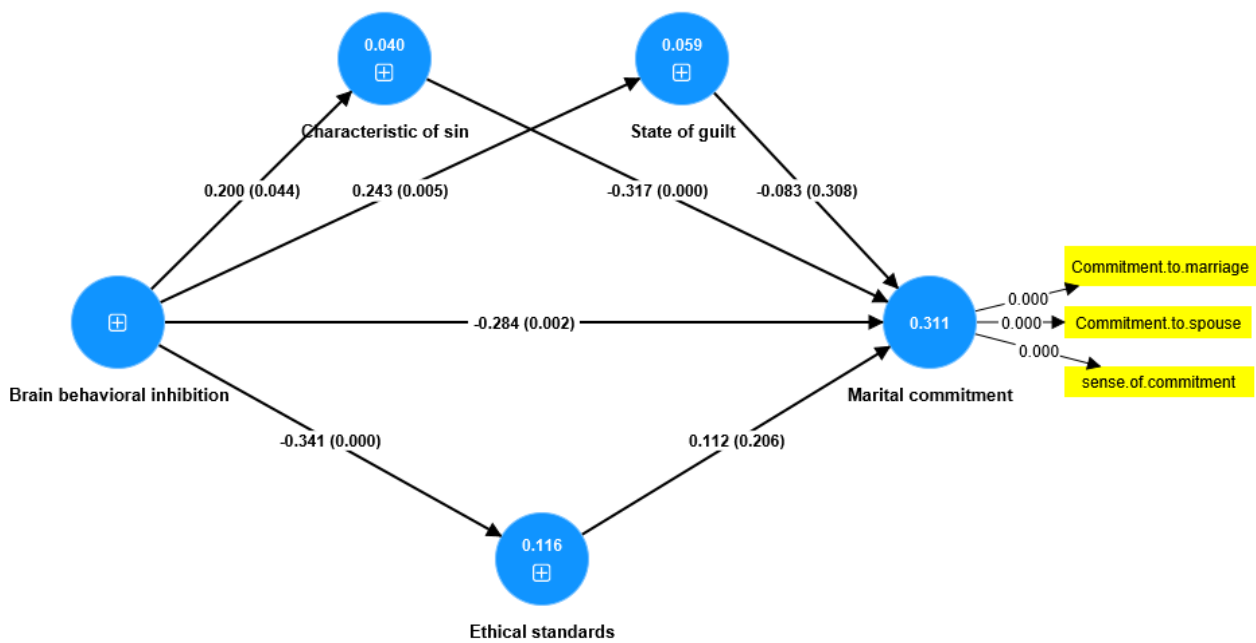 0.040
0.059
Characteristic of sin
State of guilt
0.200 (0.044)
0.243 (0.005)
-0.317 (0.000)
-0.083 (0.308)
Commitment.to.marriage
0.000
-0.284 (0.002)
0.311
0.000
Commitment.to.spouse
0.000
sense.of.commitment
Brain behavioral inhibition
Marital commitment
-0.341 (0.000)
0.112 (0.206)
0.116
Ethical standards